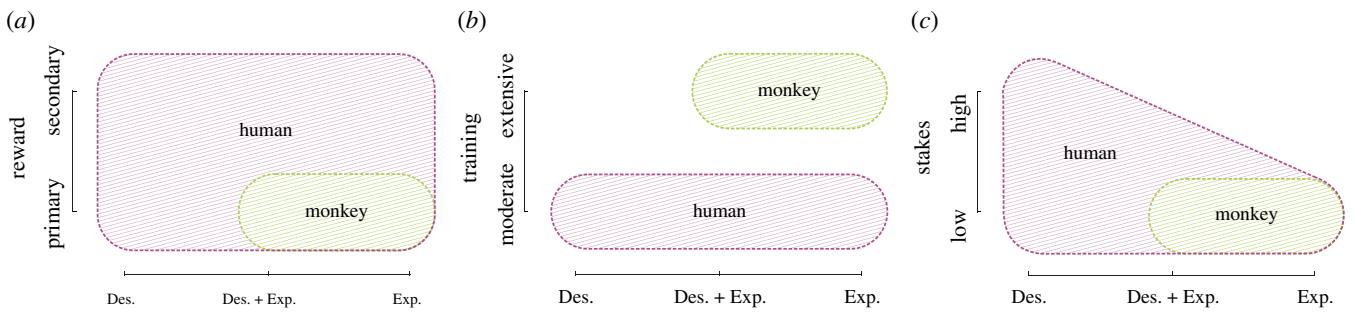 (a)
reward
secondary
primary
human
monkey
Des.
Des. + Exp.
Exp.
(b)
training
extensive
moderate
monkey
human
Des.
Des. + Exp.
Exp.
(c)
stakes
high
low
human
monkey
Des.
Des. + Exp.
Exp.